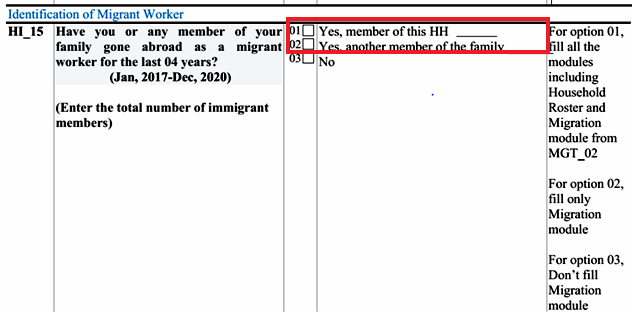 Identification of Migrant Worker
HI_15
Have you or any member of your
family gone abroad as a migrant
worker for the last 04 years?
(Jan, 2017-Dec, 2020)
(Enter the total number of immigrant
members)
01☐ Yes, member of this HH ______
02☐ Yes, another member of the family
03☐ No
For option 01,
fill all the
modules
including
Household
Roster and
Migration
module from
MGT_02
For option 02,
fill only
Migration
module
For option 03,
Don't fill
Migration
module